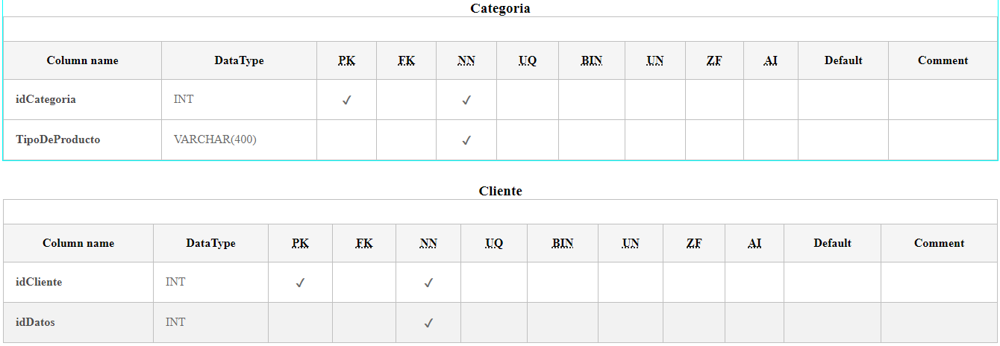 Categoria
Column name DataType PK FK NN UQ BIN UN ZF AI Default Comment
idCategoria INT ✓ ✓
TipoDeProducto VARCHAR(400) ✓
Cliente
Column name DataType PK FK NN UQ BIN UN ZF AI Default Comment
idCliente INT ✓ ✓
idDatos INT ✓